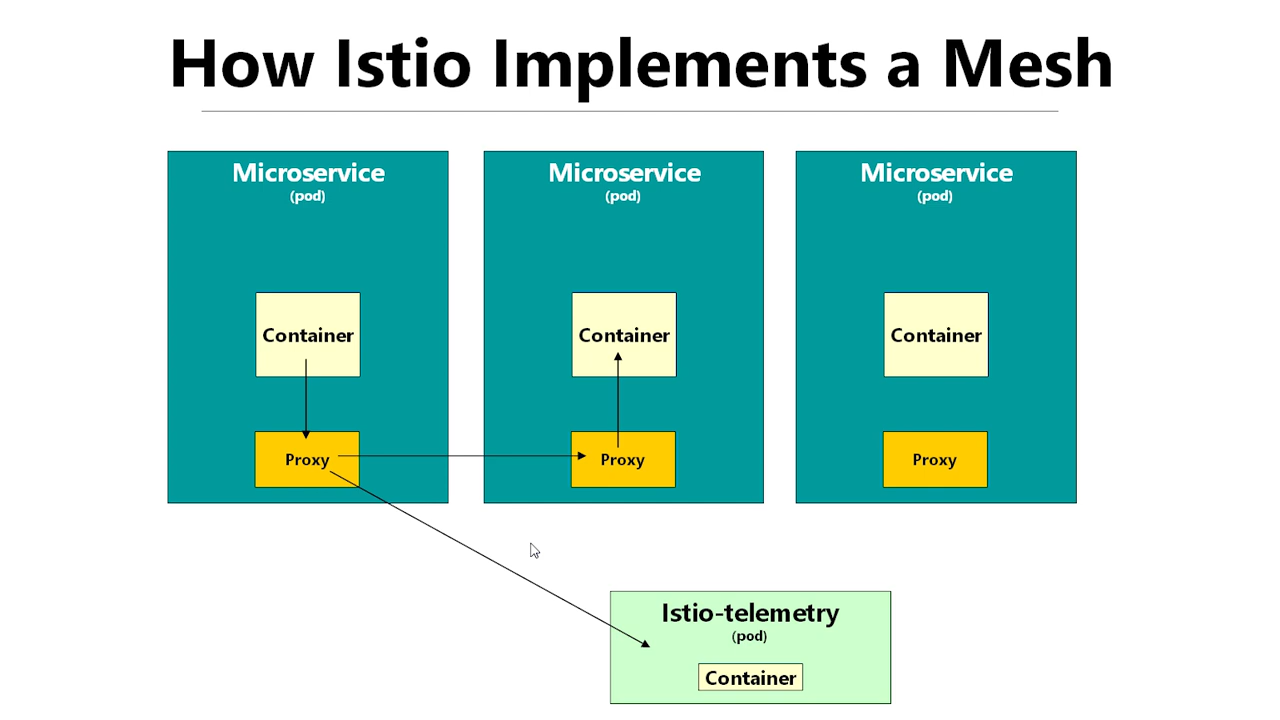 How Istio Implements a Mesh
Microservice
(pod)
Container
Proxy
Microservice
(pod)
Container
Proxy
Microservice
(pod)
Container
Proxy
Istio-telemetry
(pod)
Container